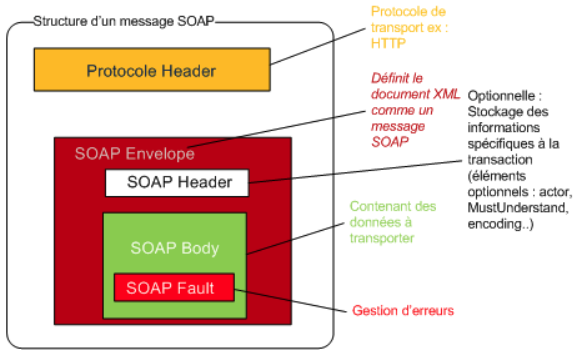 Structure d'un message SOAP
Protocole Header
Protocole de
transport ex :
HTTP
SOAP Envelope
Définit le
document XML
comme un
message
SOAP
SOAP Header
Optionnelle :
Stockage des
informations
spécifiques à la
transaction
(éléments
optionnels : actor,
MustUnderstand,
encoding..)
SOAP Body
Contenant des
données à
transporter
SOAP Fault
Gestion d'erreurs